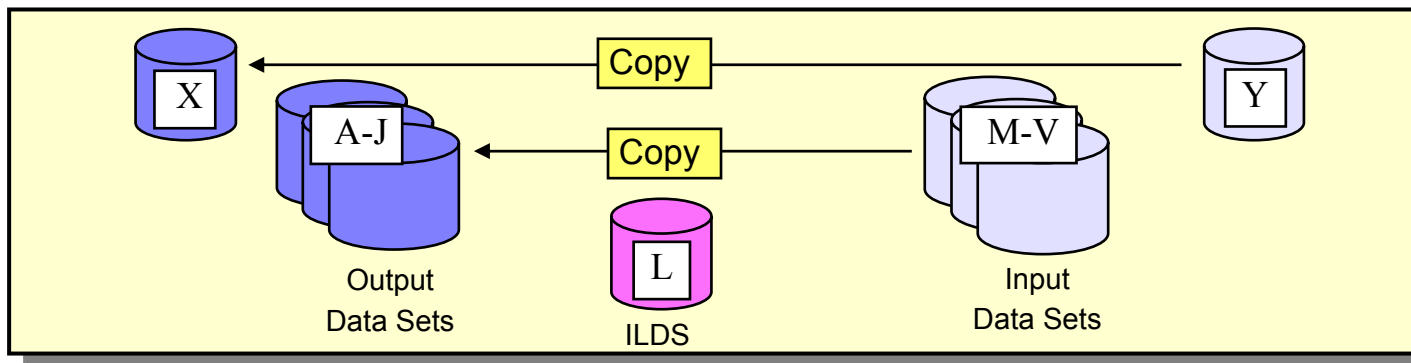 X
Copy
Y
A-J
Copy
M-V
L
Output
Data Sets
ILDS
Input
Data Sets